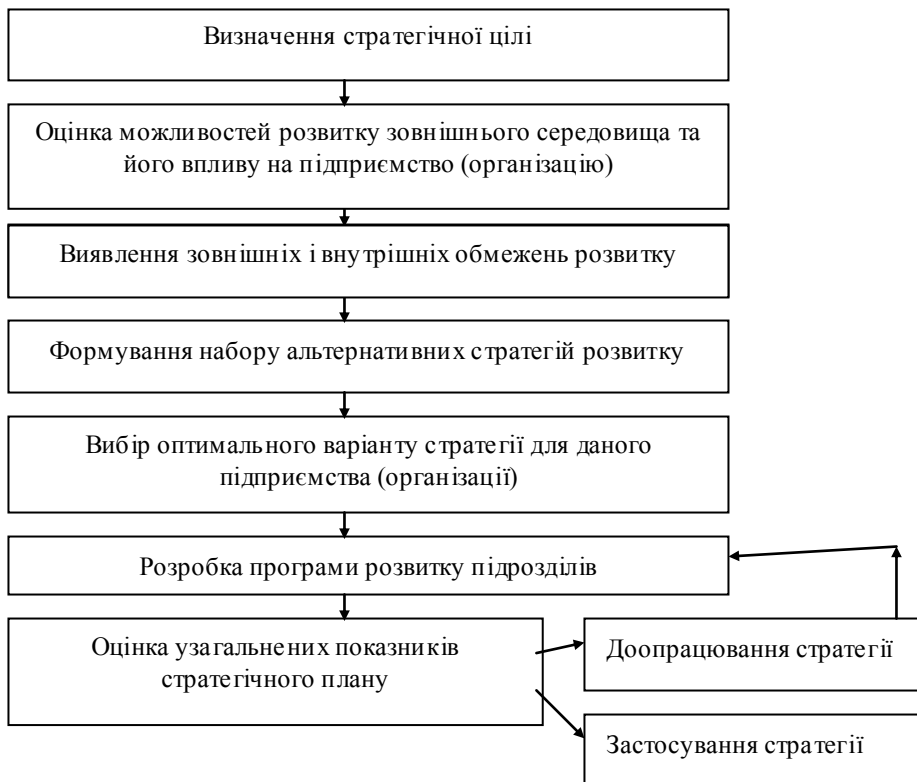 Визначення стратегічної цілі
Оцінка можливостей розвитку зовнішнього середовища та
його впливу на підприємство (організацію)
Виявлення зовнішніх і внутрішніх обмежень розвитку
Формування набору альтернативних стратегій розвитку
Вибір оптимального варіанту стратегії для даного
підприємства (організації)
Розробка програми розвитку підрозділів
Оцінка узагальнених показників
стратегічного плану
Доопрацювання стратегії
Застосування стратегії